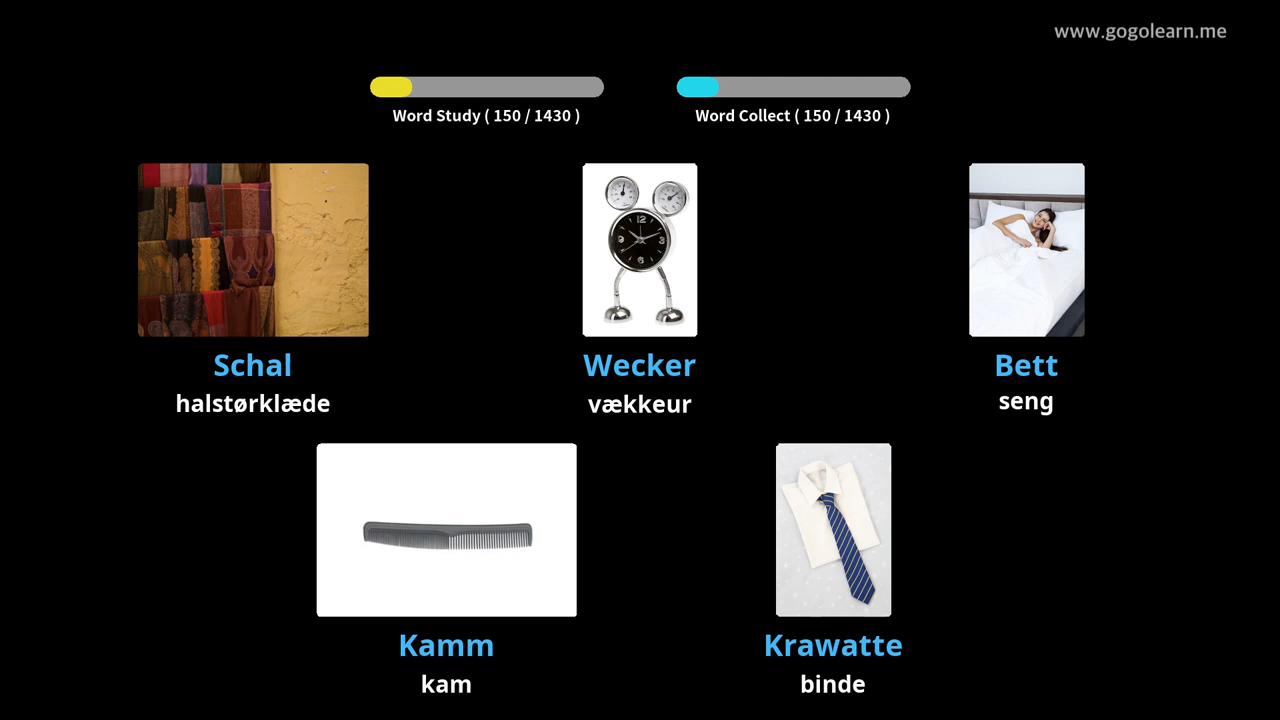 www.gogolearn.me
Word Study ( 150 / 1430 )
Word Collect ( 150 / 1430 )
Schal
halstørklæde
Wecker
vækkeur
Bett
seng
Kamm
kam
Krawatte
binde